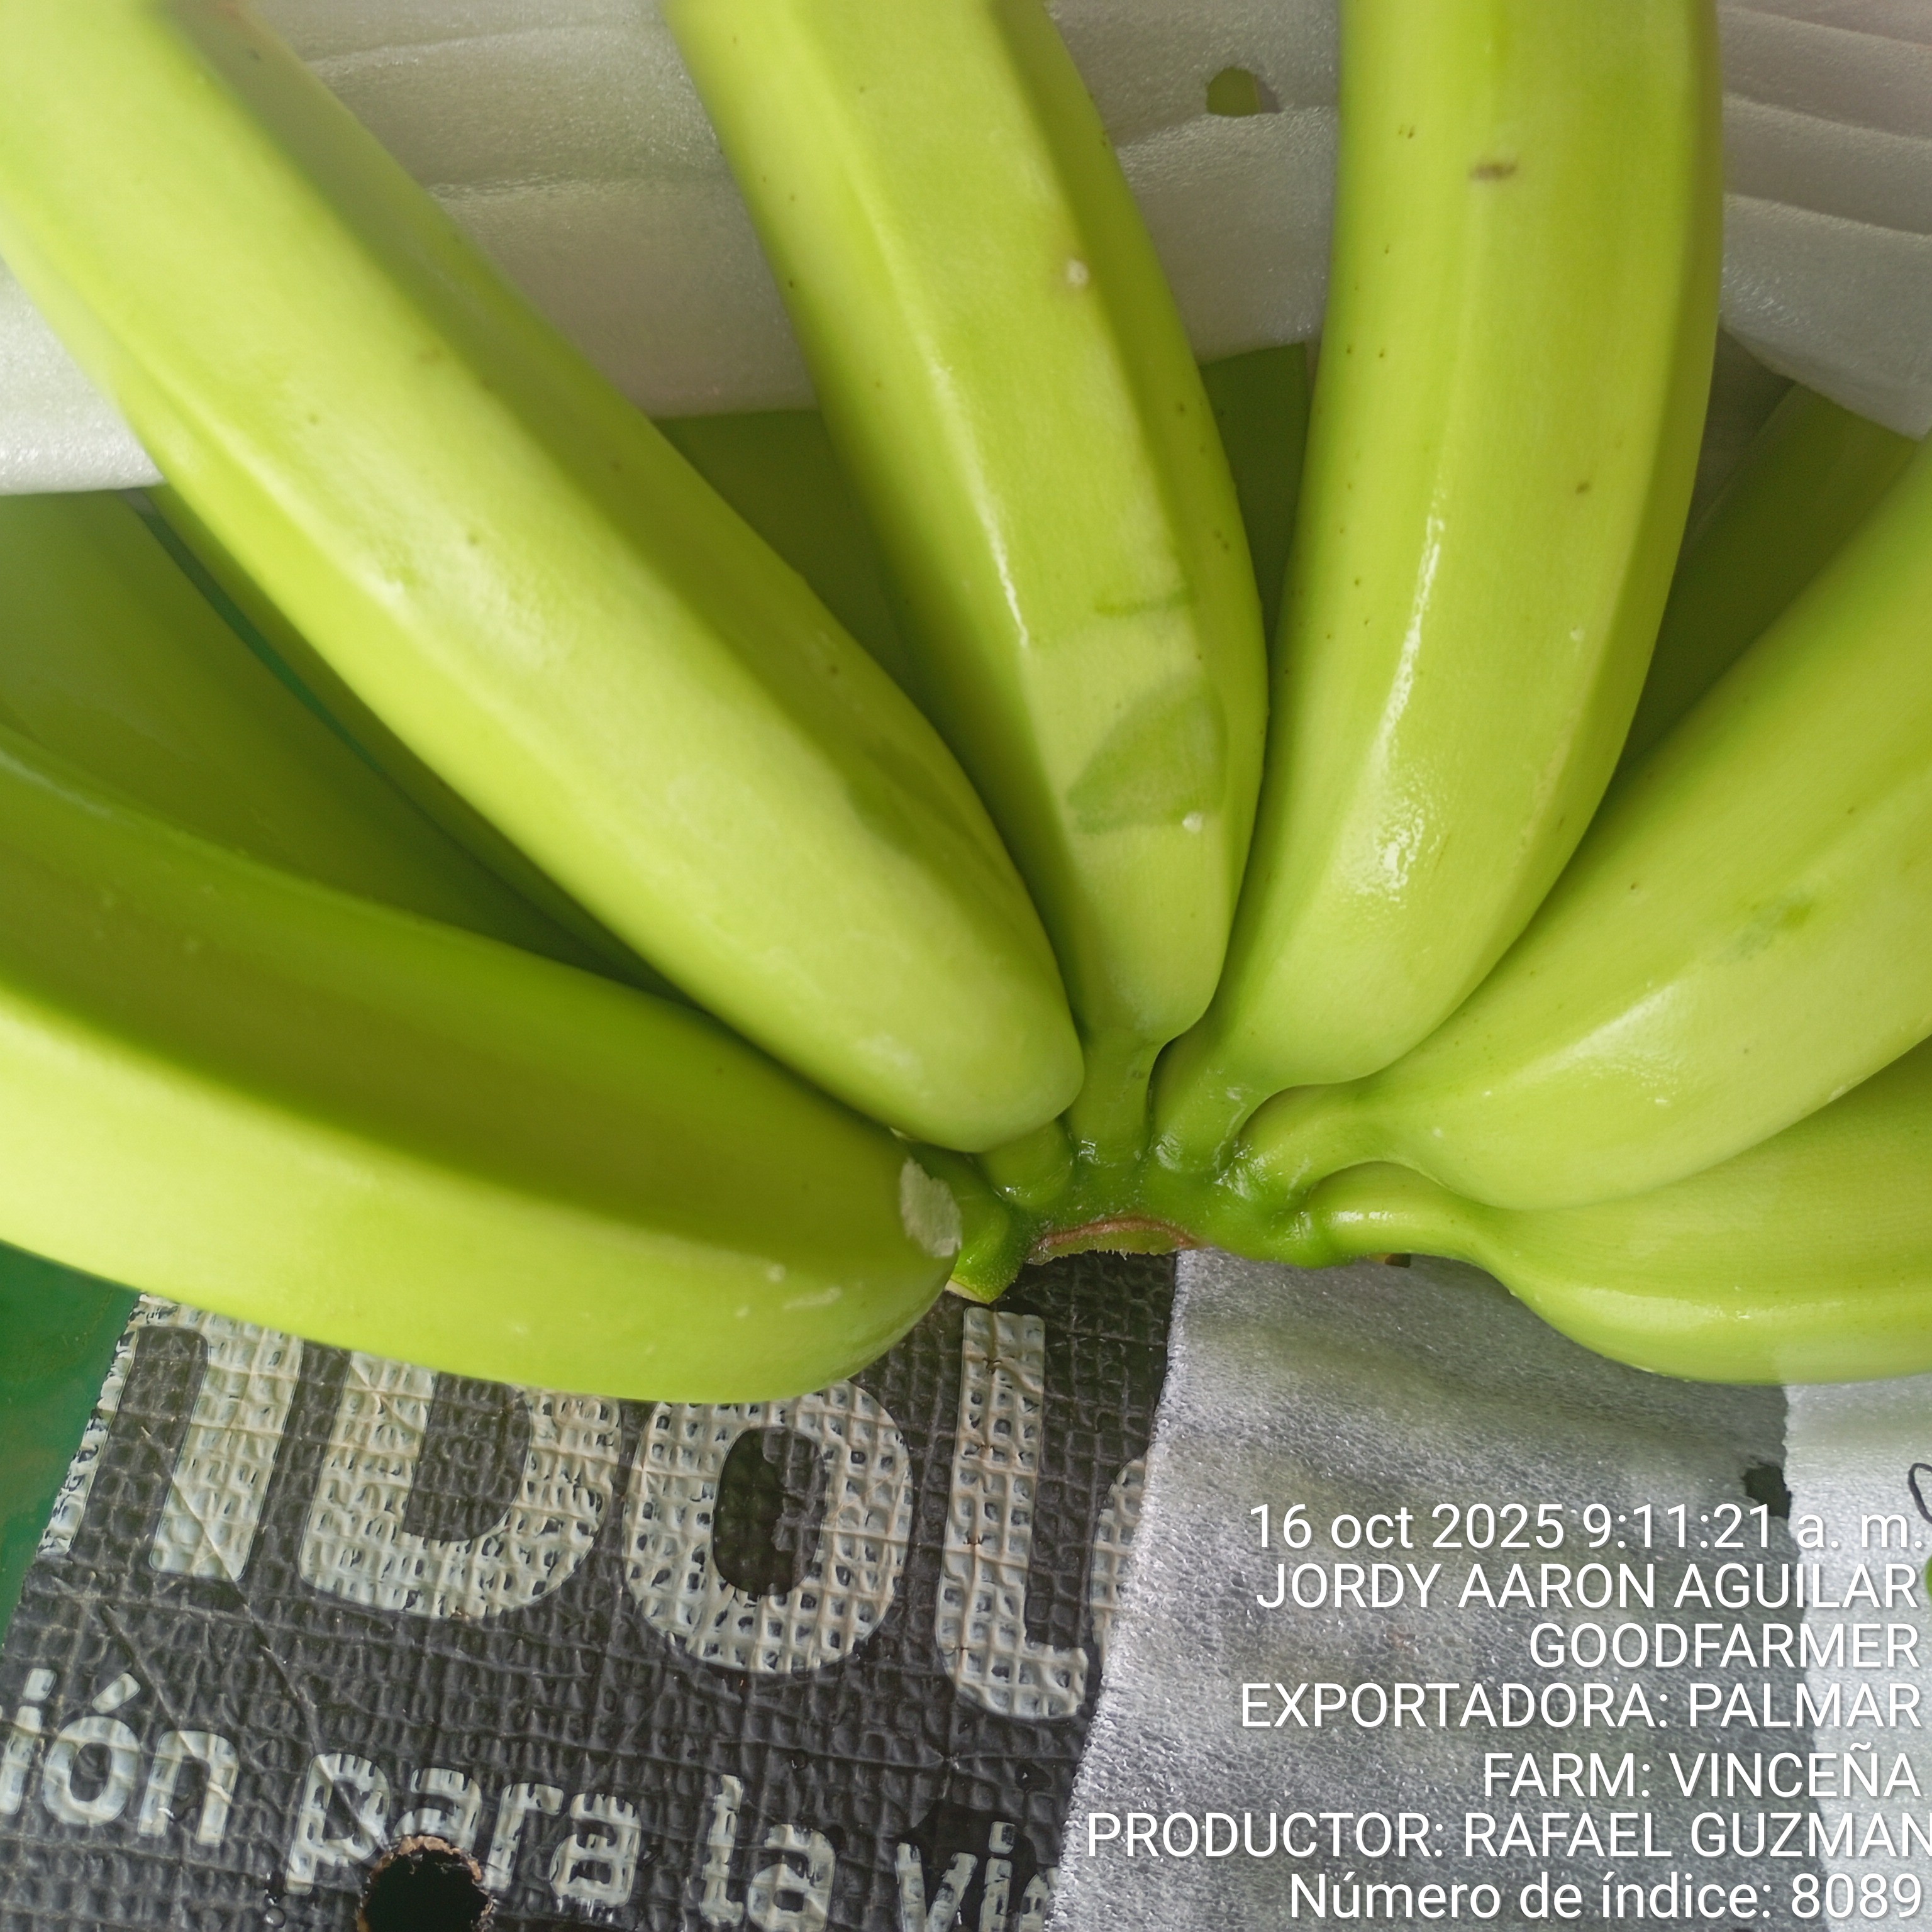 ión para la
16 oct 2025 9:11:21 a. m.
JORDY AARON AGUILAR
GOODFARMER
EXPORTADORA: PALMAR
FARM: VINCEÑA
PRODUCTOR: RAFAEL GUZMAN
Número de índice: 8089